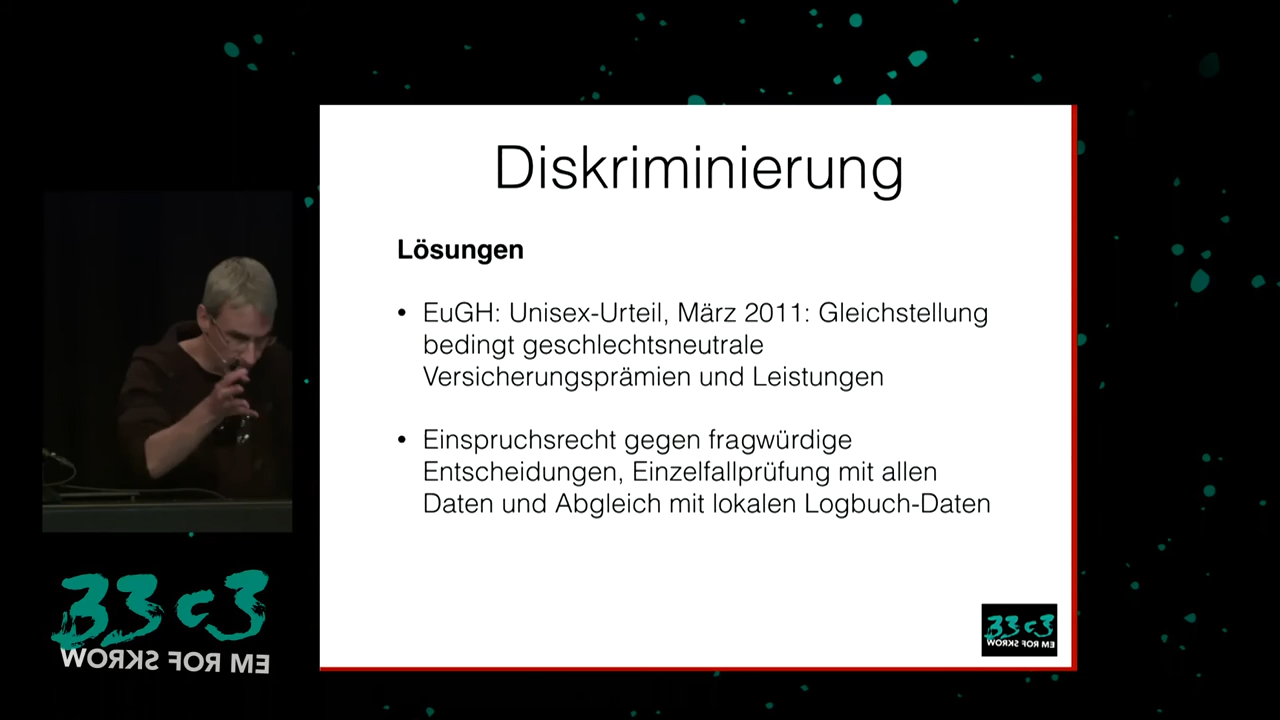 Diskriminierung
Lösungen
• EuGH: Unisex-Urteil, März 2011: Gleichstellung
bedingt geschlechtsneutrale
Versicherungsprämien und Leistungen
• Einspruchsrecht gegen fragwürdige
Entscheidungen, Einzelfallprüfung mit allen
Daten und Abgleich mit lokalen Logbuch-Daten
33c3
WORKS FOR ME
33c3
WORKS FOR ME